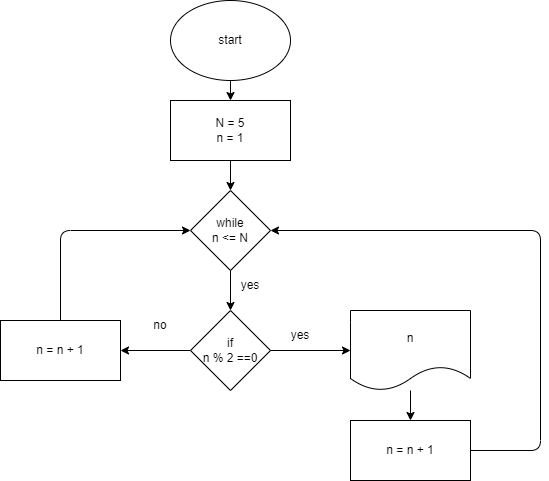 start
N = 5
n = 1
while
n <= N
yes
no
yes
n
n = n + 1
if
n % 2 ==0
n = n + 1